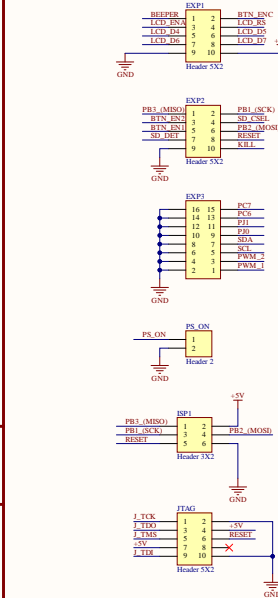 EXP1
BEEPER 1 2 BTN_ENC
LCD_ENA 3 4 LCD_RS
LCD_D4 5 6 LCD_D5
LCD_D6 7 8 LCD_D7
9 10
Header 5X2
GND
EXP2
PB3_(MISO) 1 2 PB1_(SCK)
BTN_EN2 3 4 SD_CSEL
BTN_EN1 5 6 PB2_(MOSI)
SD_DET 7 8 RESET
9 10 KILL
Header 5X2
GND
EXP3
16 15 PC7
14 13 PC6
12 11 PJ1
10 9 PJ0
8 7 SDA
6 5 SCL
4 3 PWM_2
2 1 PWM_1
GND
PS_ON
PS_ON 1
2
Header 2
GND
+5V
ISP1
PB3_(MISO) 1 2
PB1_(SCK) 3 4 PB2_(MOSI)
RESET 5 6
Header 3X2
GND
JTAG
J_TCK 1 2
J_TDO 3 4 +5V
J_TMS 5 6 RESET
+5V 7 8
J_TDI 9 10
Header 5X2
GND